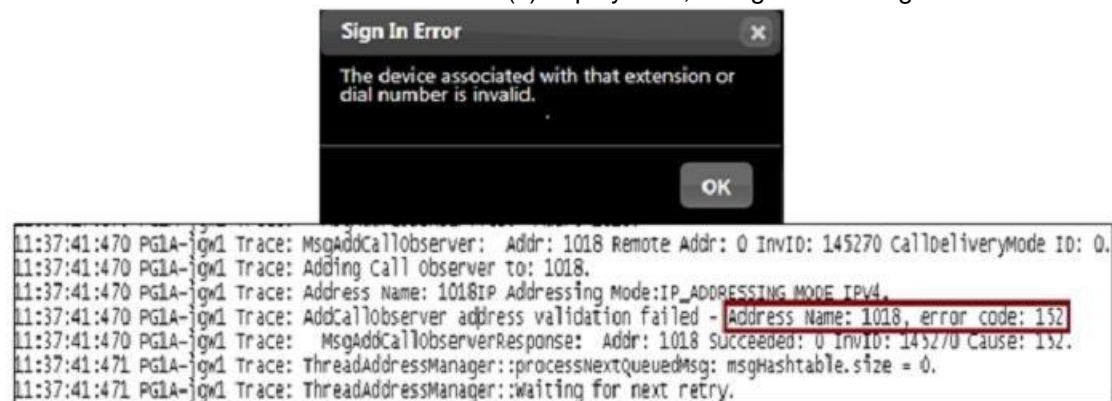 Sign In Error
The device associated with that extension or
dial number is invalid.
OK
11:37:41:470 PG1A-jgw1 Trace: MsgAddCallObserver: Addr: 1018 Remote Addr: 0 InvID: 145270 CallDeliveryMode ID: 0.
11:37:41:470 PG1A-jgw1 Trace: Adding Call Observer to: 1018.
11:37:41:470 PG1A-jgw1 Trace: Address Name: 1018IP Addressing Mode:IP_ADDRESSING_MODE_IPV4.
11:37:41:470 PG1A-jgw1 Trace: AddCallObserver address validation failed - Address Name: 1018, error code: 152
11:37:41:470 PG1A-jgw1 Trace: MsgAddCallObserverResponse: Addr: 1018 Succeeded: 0 InvID: 145270 Cause: 152.
11:37:41:471 PG1A-jgw1 Trace: ThreadAddressManager::processNextQueuedMsg: msgHashtable.size = 0.
11:37:41:471 PG1A-jgw1 Trace: ThreadAddressManager::Waiting for next retry.